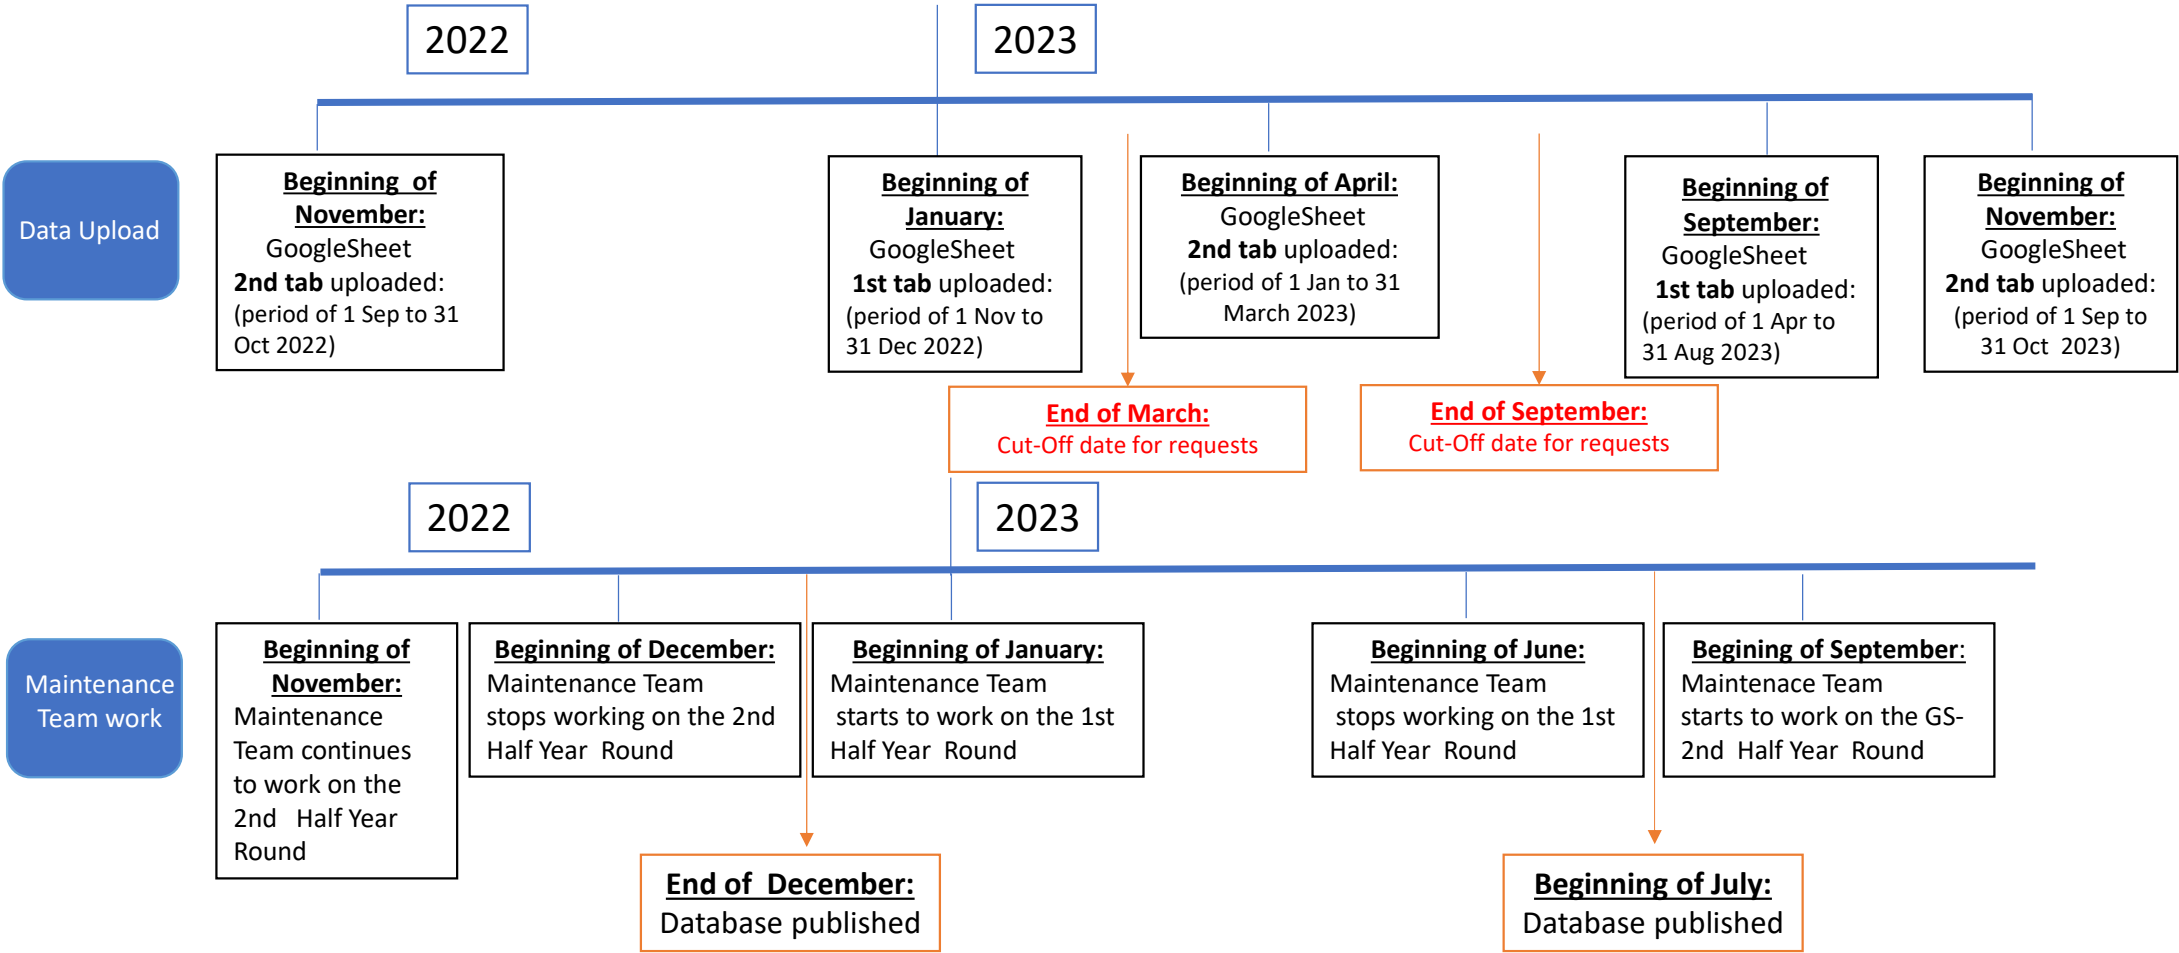 2022
2023
Data Upload
Beginning of
November:
GoogleSheet
2nd tab uploaded:
(period of 1 Sep to 31
Oct 2022)
Beginning of
January:
GoogleSheet
1st tab uploaded:
(period of 1 Nov to
31 Dec 2022)
Beginning of April:
GoogleSheet
2nd tab uploaded:
(period of 1 Jan to 31
March 2023)
Beginning of
September:
GoogleSheet
1st tab uploaded:
(period of 1 Apr to
31 Aug 2023)
Beginning of
November:
GoogleSheet
2nd tab uploaded:
(period of 1 Sep to
31 Oct 2023)
End of March:
Cut-Off date for requests
End of September:
Cut-Off date for requests
2022
2023
Maintenance
Team work
Beginning of
November:
Maintenance
Team continues
to work on the
2nd Half Year
Round
Beginning of December:
Maintenance Team
stops working on the 2nd
Half Year Round
Beginning of January:
Maintenance Team
starts to work on the 1st
Half Year Round
Beginning of June:
Maintenance Team
stops working on the 1st
Half Year Round
Begining of September:
Maintenace Team
starts to work on the GS-
2nd Half Year Round
End of December:
Database published
Beginning of July:
Database published